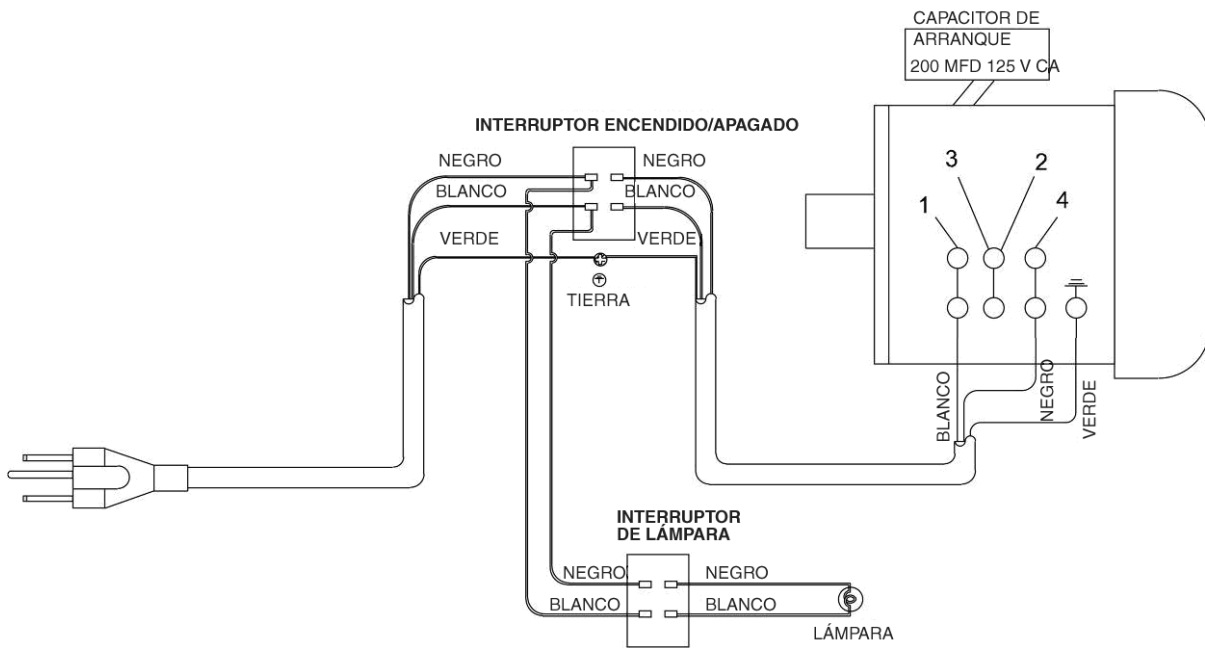 CAPACITOR DE
ARRANQUE
200 MFD 125 V CA
INTERRUPTOR ENCENDIDO/APAGADO
NEGRO
NEGRO
BLANCO
BLANCO
VERDE
VERDE
TIERRA
3
2
1
4
BLANCO
NEGRO
VERDE
INTERRUPTOR
DE LÁMPARA
NEGRO
NEGRO
BLANCO
BLANCO
LÁMPARA